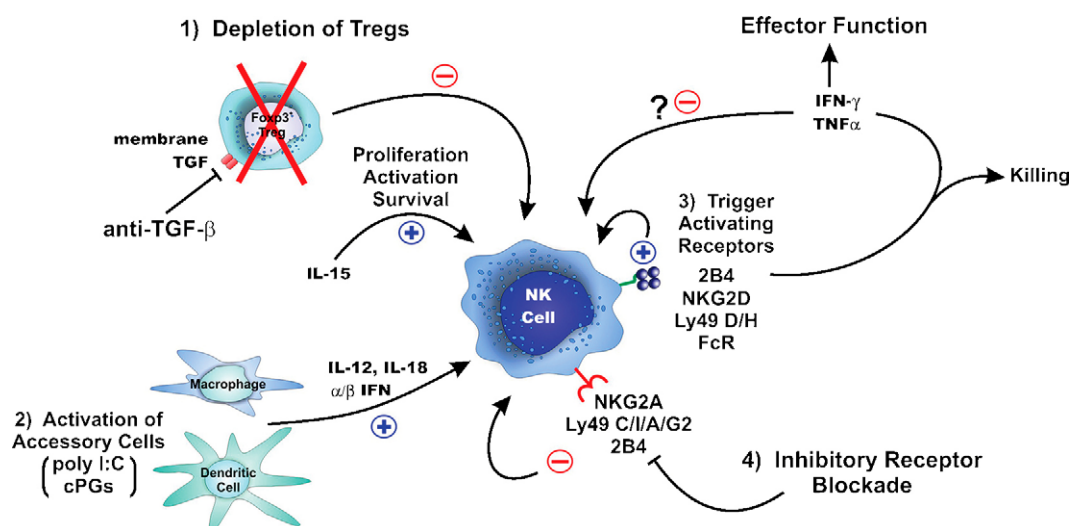 1) Depletion of Tregs
Foxp3+
Treg
membrane
TGF
anti-TGF-β
−
Proliferation
Activation
Survival
+
IL-15
NK
Cell
Effector Function
IFN-γ
TNFα
? −
Killing
3) Trigger
Activating
Receptors
+
2B4
NKG2D
Ly49 D/H
FcR
Macrophage
IL-12, IL-18
α/β IFN
+
2) Activation of
Accessory Cells
(poly I:C
cPGs)
Dendritic
Cell
NKG2A
Ly49 C/I/A/G2
2B4
−
4) Inhibitory Receptor
Blockade